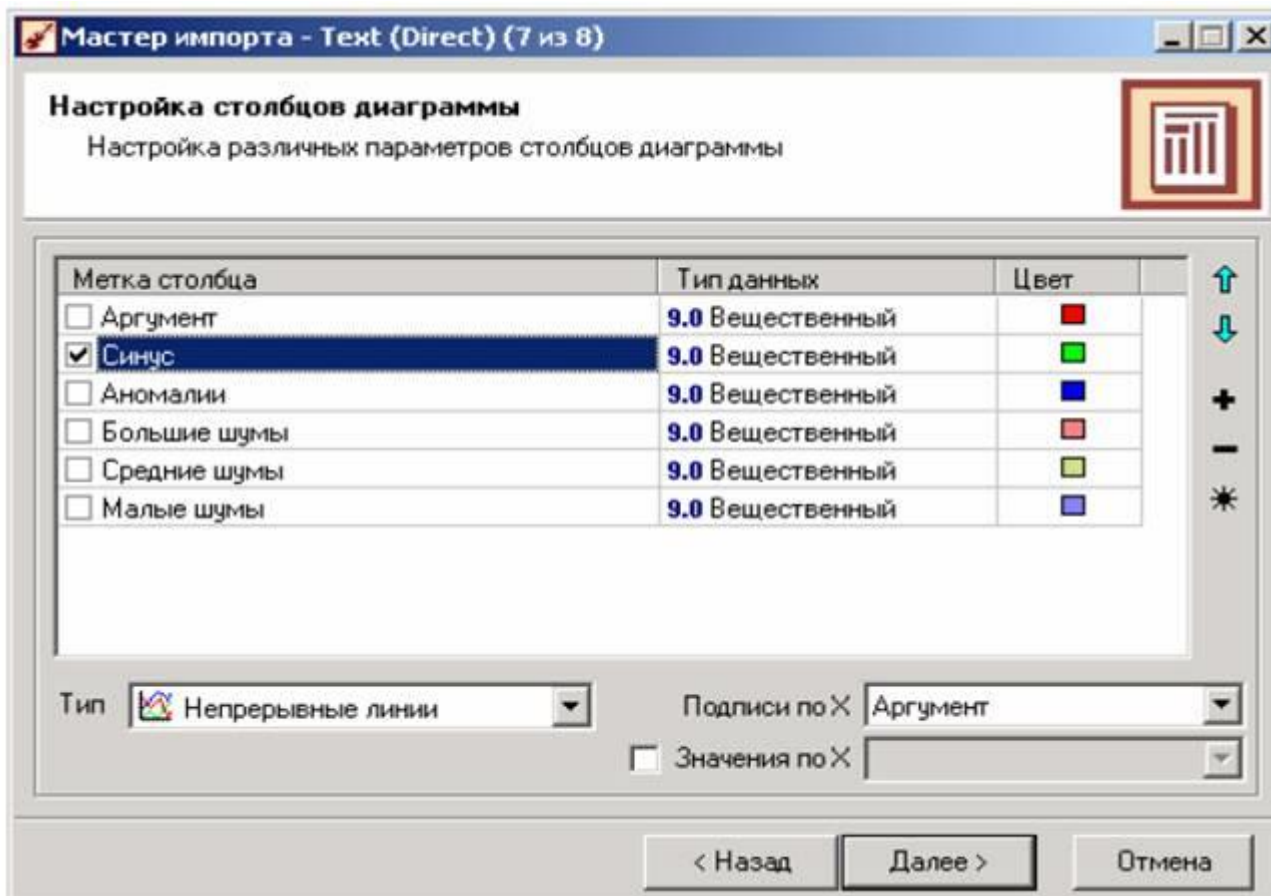 Мастер импорта - Text (Direct) (7 из 8)
Настройка столбцов диаграммы
Настройка различных параметров столбцов диаграммы
Метка столбца Тип данных Цвет
Аргумент 9.0 Вещественный
Синус 9.0 Вещественный
Аномалии 9.0 Вещественный
Большие шумы 9.0 Вещественный
Средние шумы 9.0 Вещественный
Малые шумы 9.0 Вещественный
Тип Непрерывные линии Подписи по X Аргумент
Значения по X
< Назад Далее > Отмена